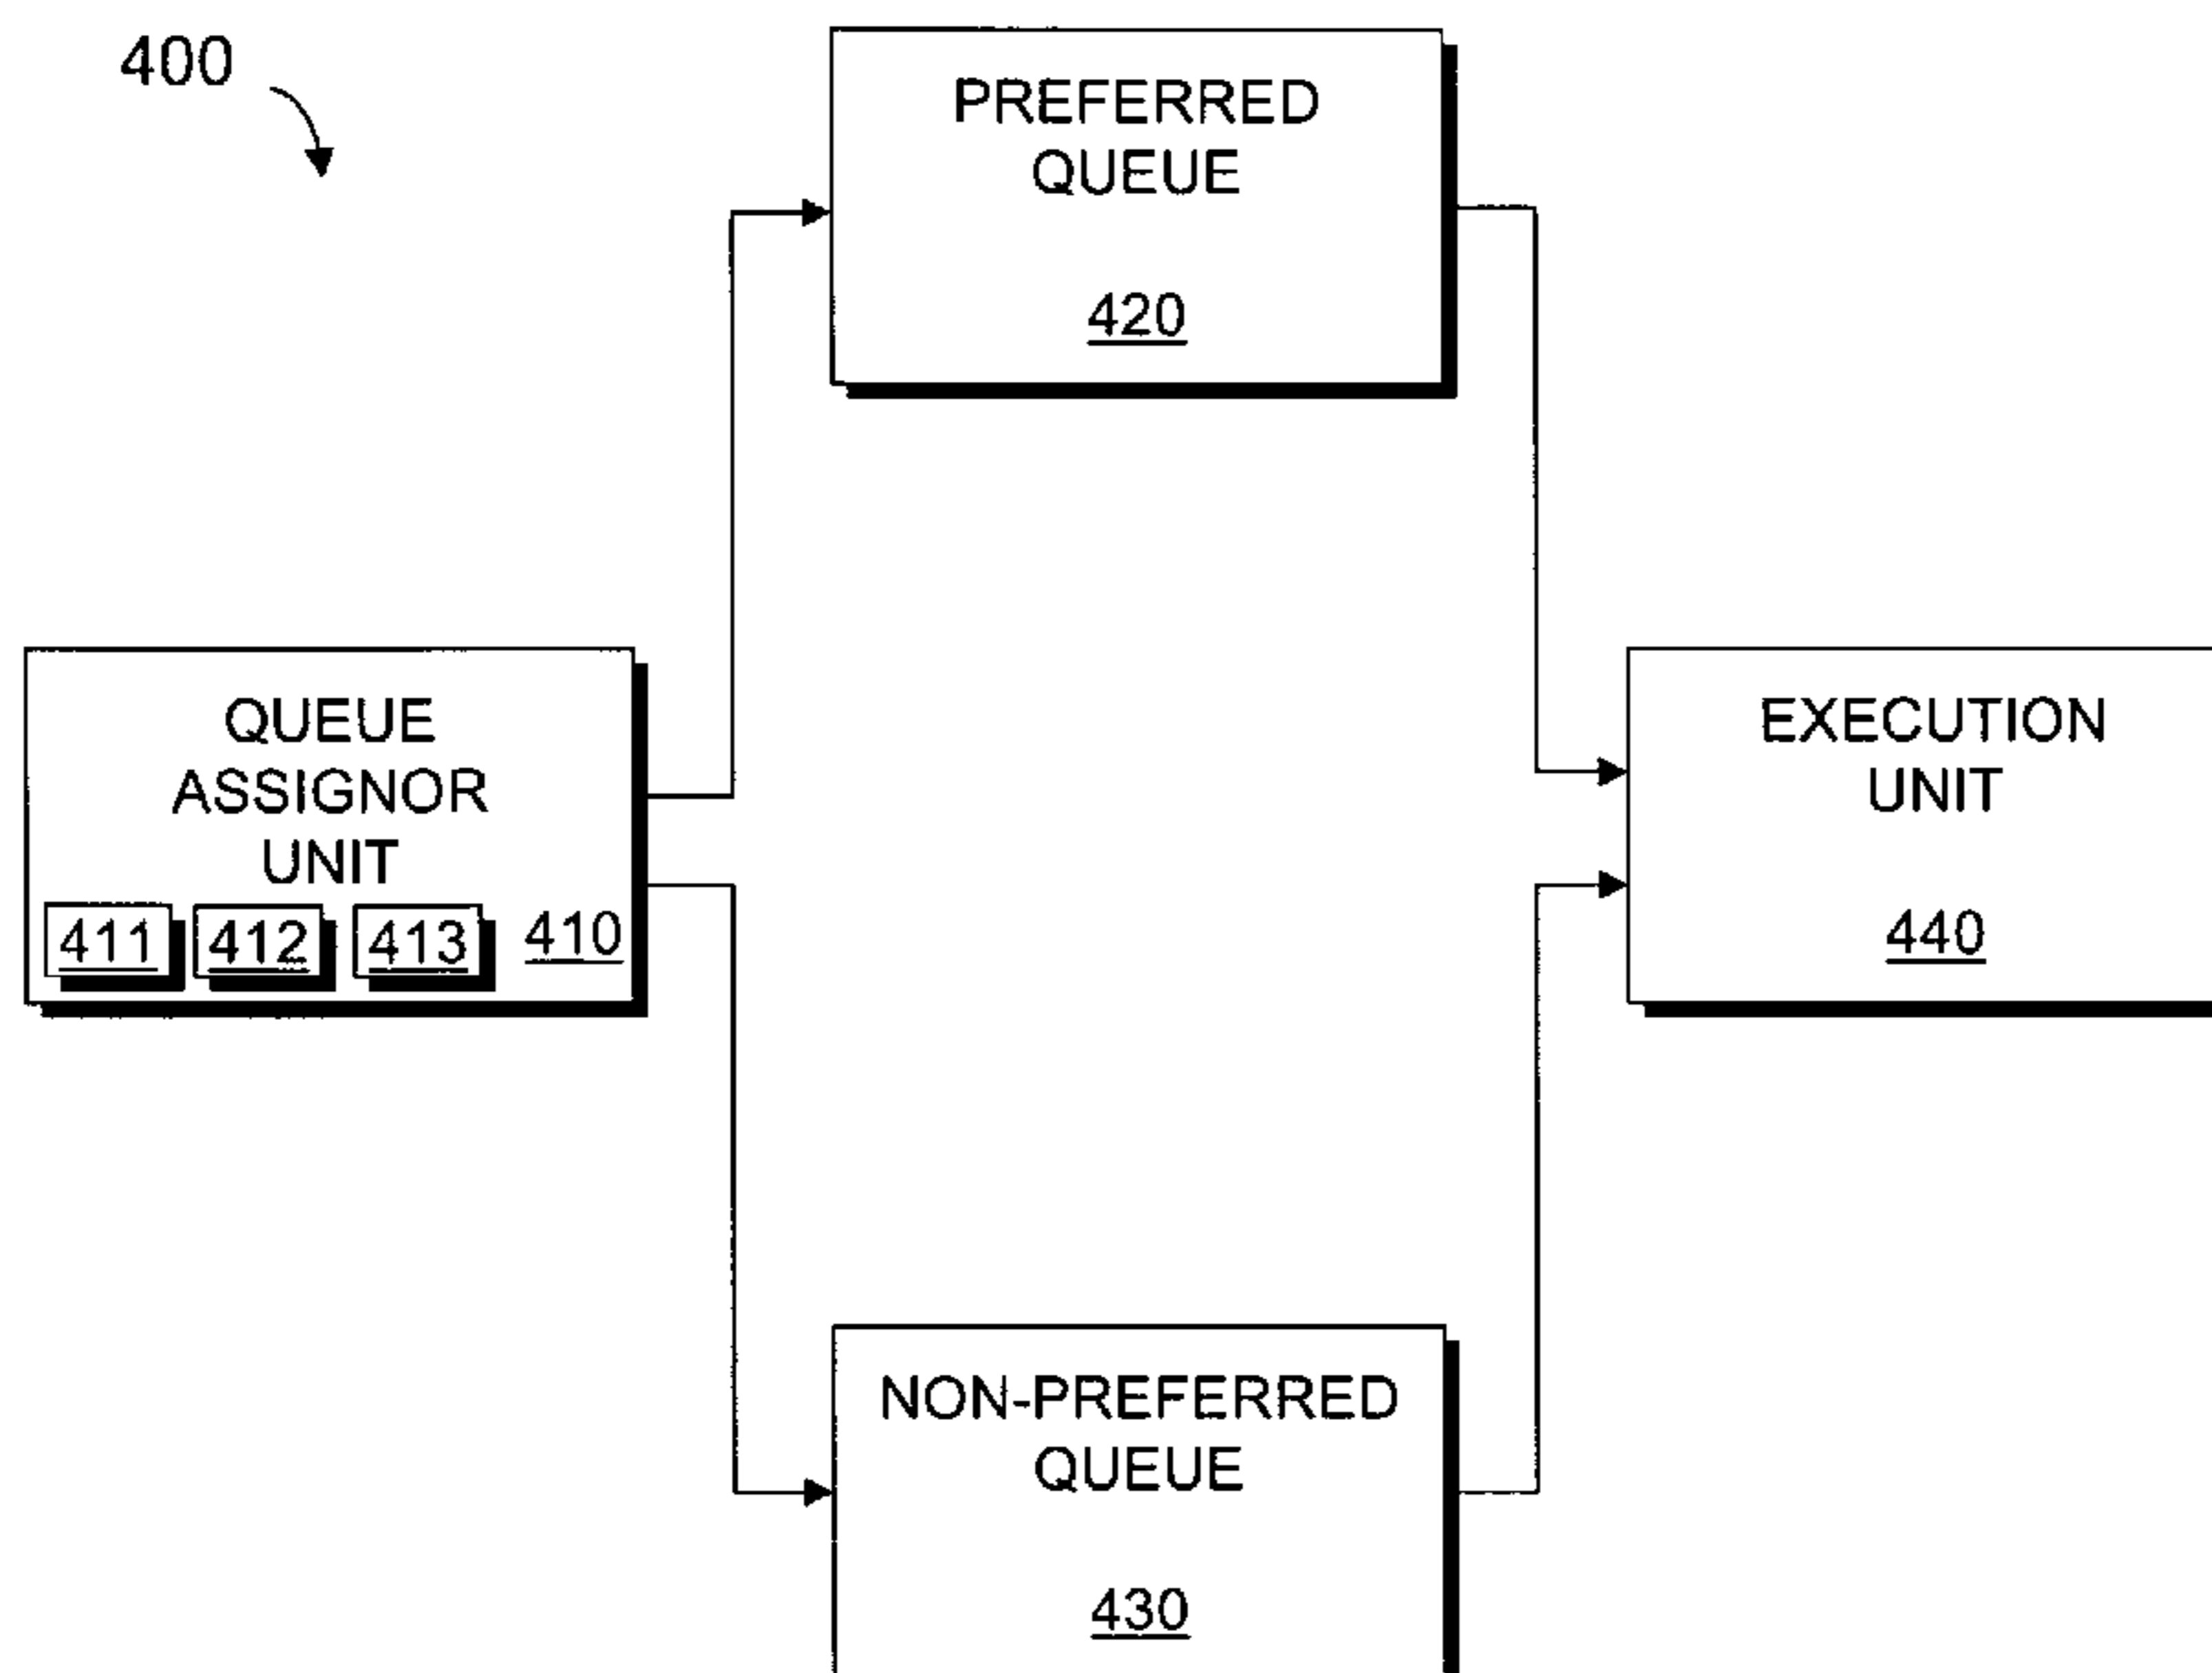 400
PREFERRED
QUEUE
420
QUEUE
ASSIGNOR
UNIT
411 412 413 410
EXECUTION
UNIT
440
NON-PREFERRED
QUEUE
430